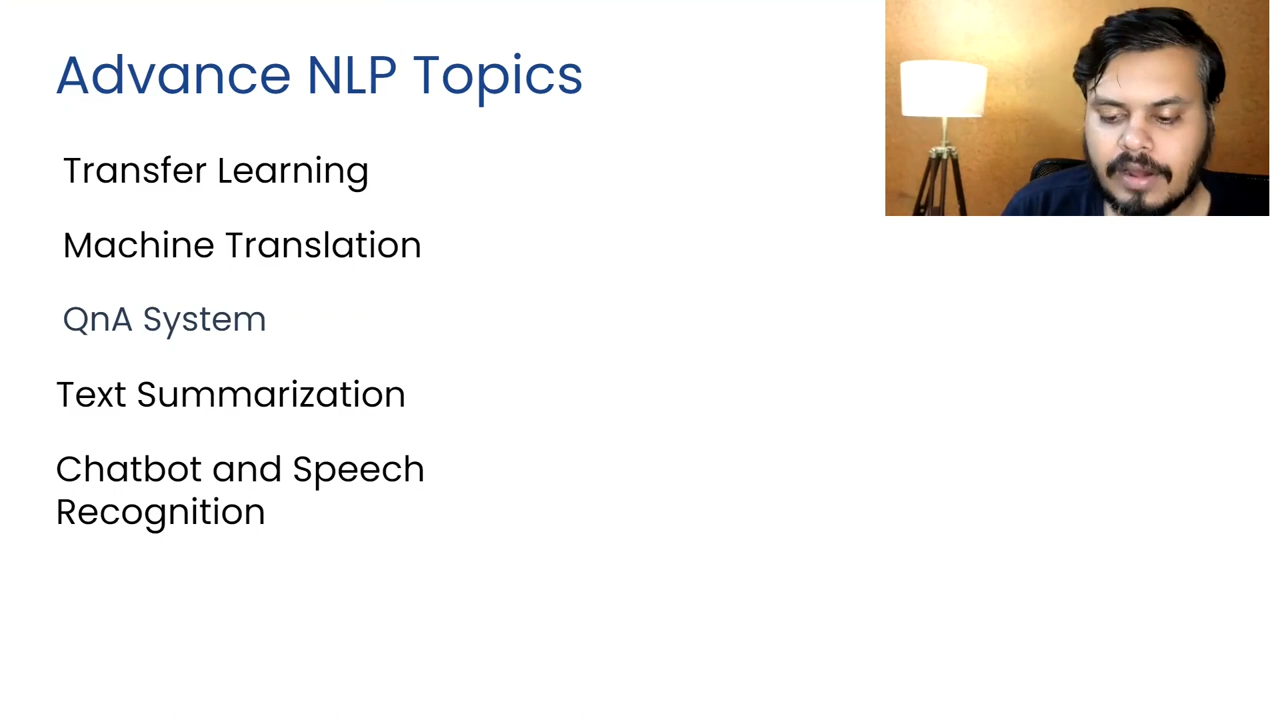 Advance NLP Topics
Transfer Learning
Machine Translation
QnA System
Text Summarization
Chatbot and Speech
Recognition